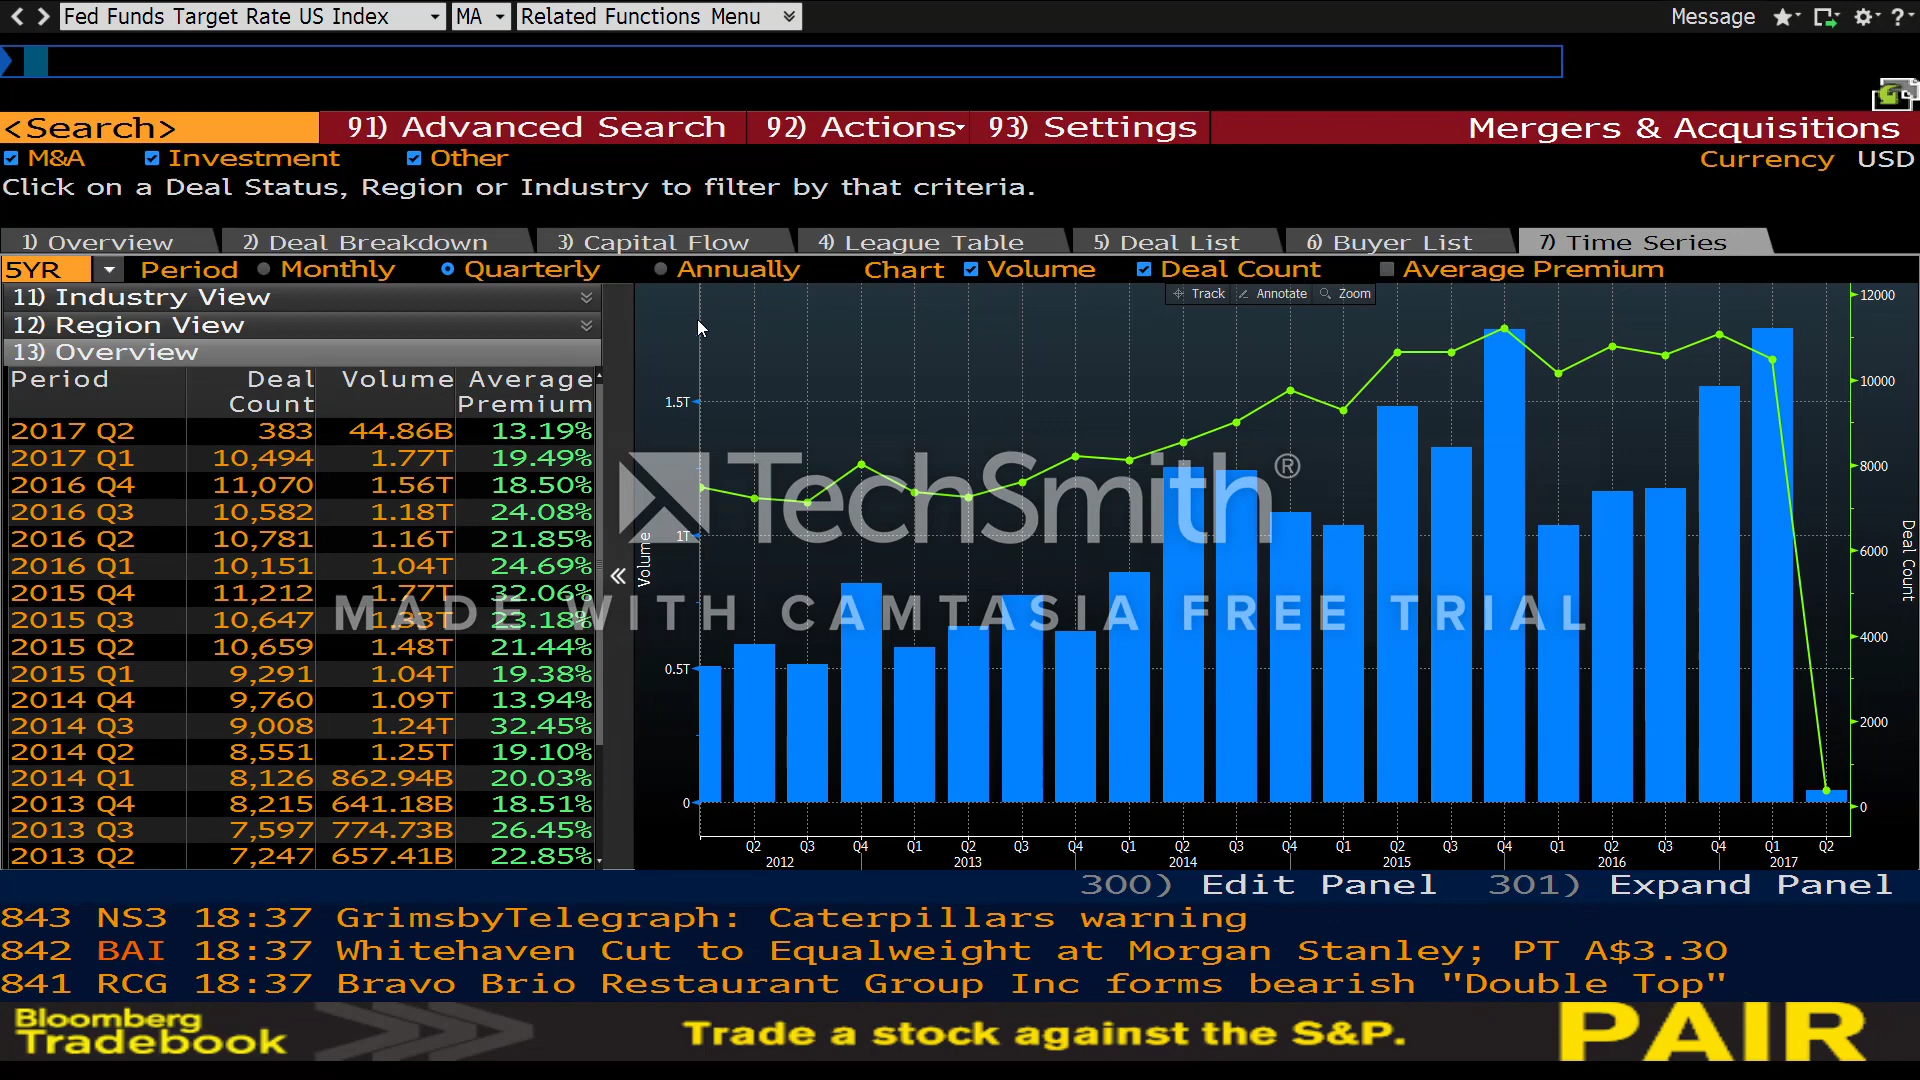 Fed Funds Target Rate US Index MA Related Functions Menu Message ?
<Search> 91) Advanced Search 92) Actions 93) Settings Mergers & Acquisitions
M&A Investment Other Currency USD
Click on a Deal Status, Region or Industry to filter by that criteria.
1) Overview 2) Deal Breakdown 3) Capital Flow 4) League Table 5) Deal List 6) Buyer List 7) Time Series
5YR Period Monthly Quarterly Annually Chart Volume Deal Count Average Premium
11) Industry View
12) Region View
13) Overview
Period Deal Count Volume Average Premium
2017 Q2 383 44.86B 13.19%
2017 Q1 10,494 1.77T 19.49%
2016 Q4 11,070 1.56T 18.50%
2016 Q3 10,582 1.18T 24.08%
2016 Q2 10,781 1.16T 21.85%
2016 Q1 10,151 1.04T 24.69%
2015 Q4 11,212 1.77T 32.06%
2015 Q3 10,647 1.33T 23.18%
2015 Q2 10,659 1.48T 21.44%
2015 Q1 9,291 1.04T 19.38%
2014 Q4 9,760 1.09T 13.94%
2014 Q3 9,008 1.24T 32.45%
2014 Q2 8,551 1.25T 19.10%
2014 Q1 8,126 862.94B 20.03%
2013 Q4 8,215 641.18B 18.51%
2013 Q3 7,597 774.73B 26.45%
2013 Q2 7,247 657.41B 22.85%
Track Annotate Zoom
1.5T
1T
0.5T
0
Volume
12000
10000
8000
6000
4000
2000
0
Deal Count
Q2 Q3 Q4 Q1 Q2 Q3 Q4 Q1 Q2 Q3 Q4 Q1 Q2 Q3 Q4 Q1 Q2 Q3 Q4 Q1 Q2
2012 2013 2014 2015 2016 2017
TechSmith®
MADE WITH CAMTASIA FREE TRIAL
300) Edit Panel 301) Expand Panel
843 NS3 18:37 GrimsbyTelegraph: Caterpillars warning
842 BAI 18:37 Whitehaven Cut to Equalweight at Morgan Stanley; PT A$3.30
841 RCG 18:37 Bravo Brio Restaurant Group Inc forms bearish "Double Top"
Bloomberg
Tradebook
Trade a stock against the S&P.
PAIR